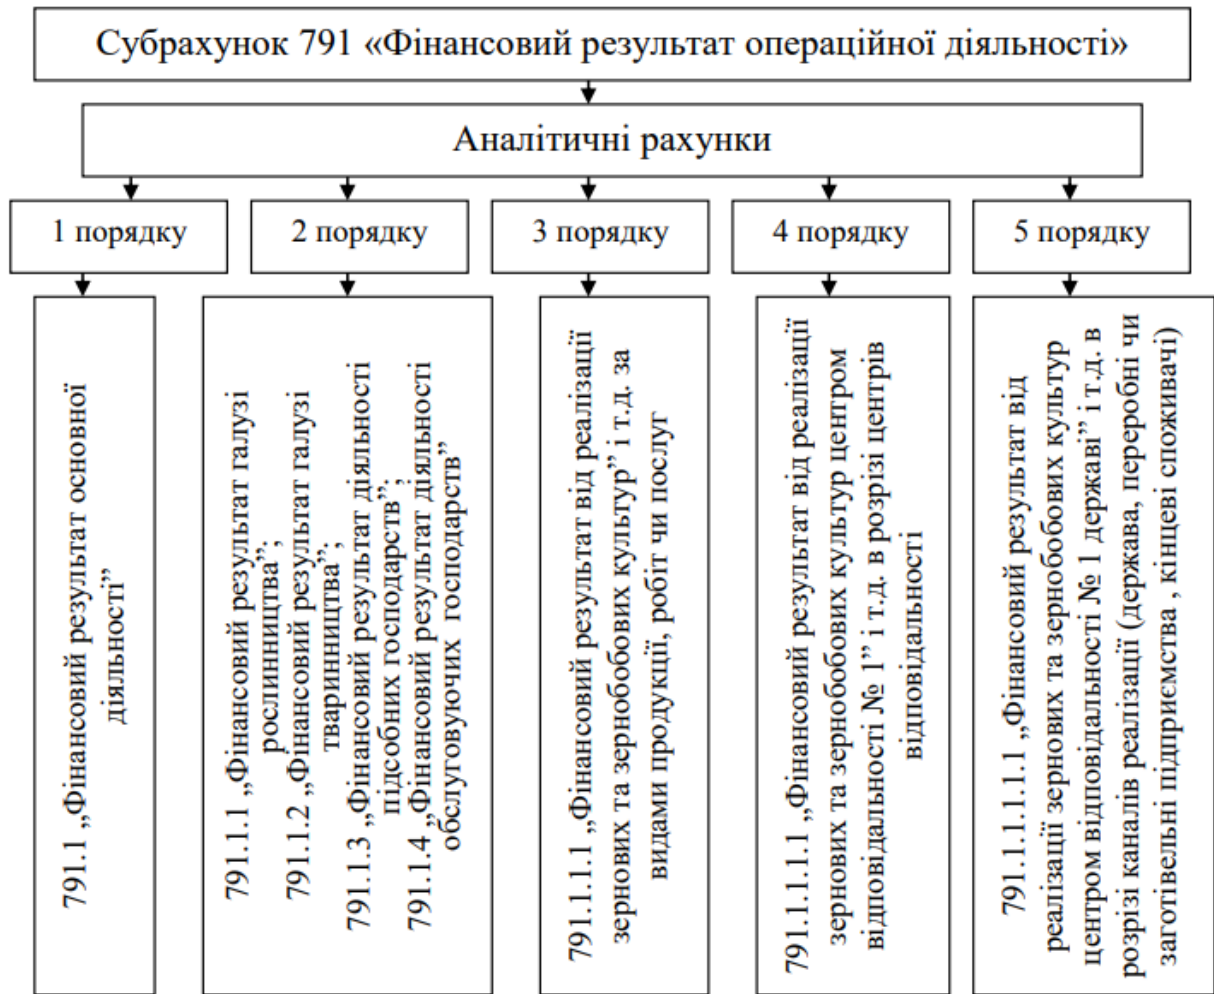 Субрахунок 791 «Фінансовий результат операційної діяльності»
Аналітичні рахунки
1 порядку
2 порядку
3 порядку
4 порядку
5 порядку
791.1 „Фінансовий результат основної
діяльності”
791.1.1 „Фінансовий результат галузі
рослинництва”;
791.1.2 „Фінансовий результат галузі
тваринництва”;
791.1.3 „Фінансовий результат діяльності
підсобних господарств”;
791.1.4 „Фінансовий результат діяльності
обслуговуючих господарств”
791.1.1.1 „Фінансовий результат від реалізації
зернових та зернобобових культур” і т.д. за
видами продукції, робіт чи послуг
791.1.1.1.1 „Фінансовий результат від реалізації
зернових та зернобобових культур центром
відповідальності № 1” і т.д. в розрізі центрів
відповідальності
791.1.1.1.1.1 „Фінансовий результат від
реалізації зернових та зернобобових культур
центром відповідальності № 1 державі” і т.д. в
розрізі каналів реалізації (держава, переробні чи
заготівельні підприємства , кінцеві споживачі)